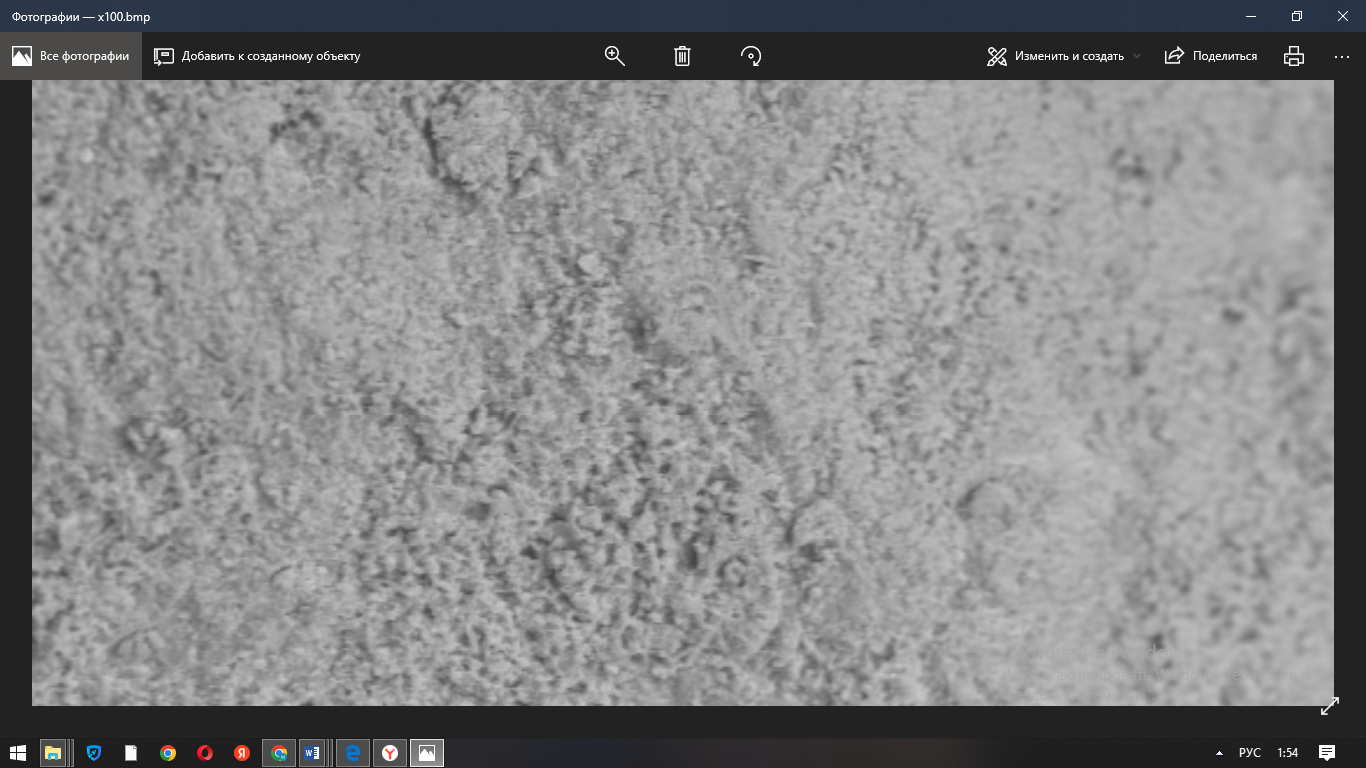 Фотографии — x100.bmp
Все фотографии
Добавить к созданному объекту
Изменить и создать
Поделиться
РУС
1:54